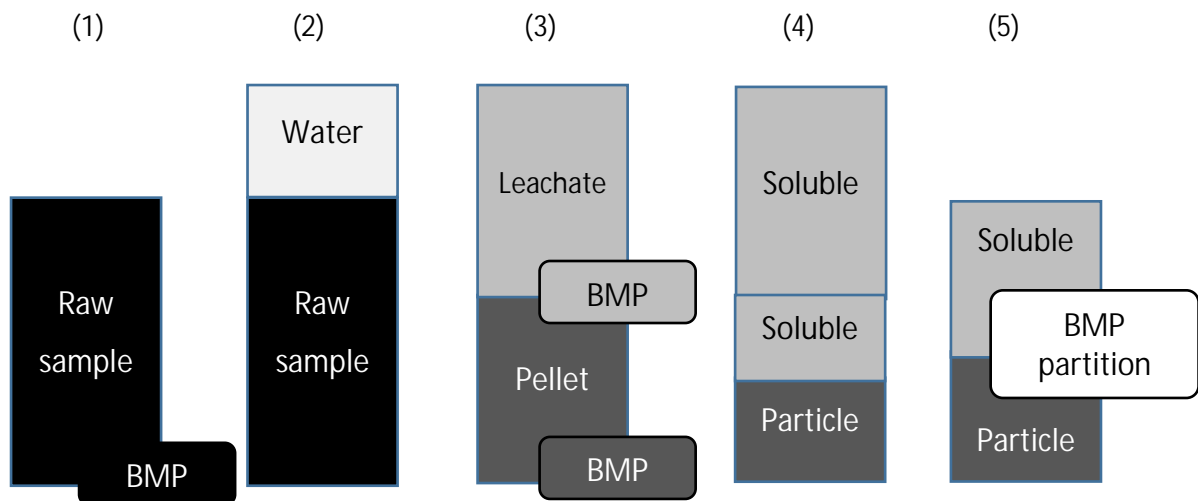 (1)
(2)
(3)
(4)
(5)
Raw
sample
BMP
Water
Raw
sample
Leachate
BMP
Pellet
BMP
Soluble
Soluble
Particle
Soluble
BMP
partition
Particle